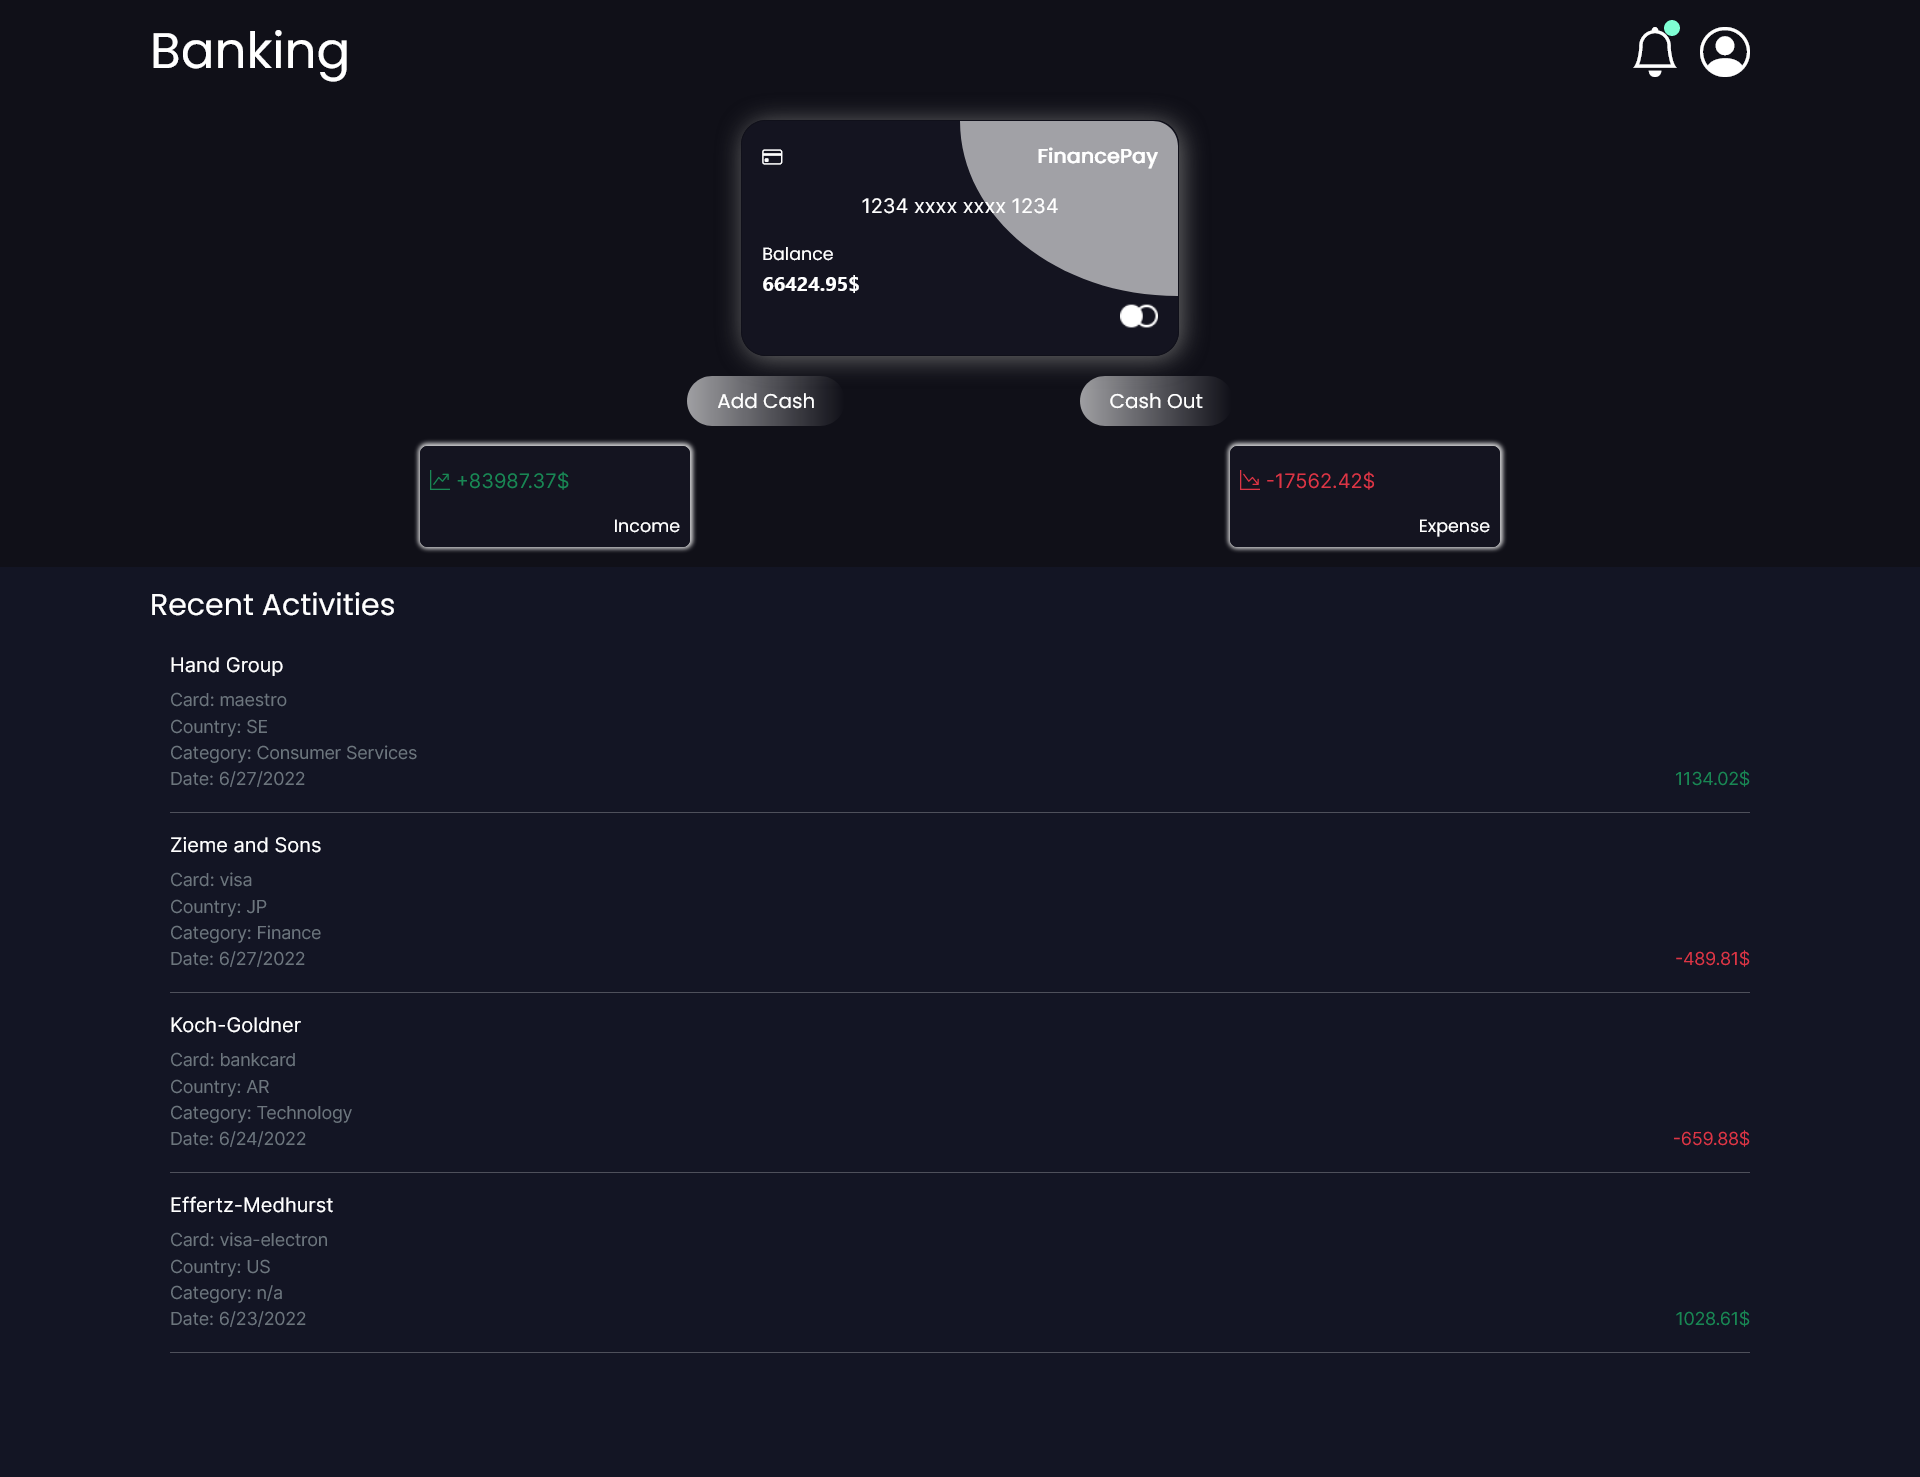 Banking
FinancePay
1234 xxxx xxxx 1234
Balance
66424.95$
Add Cash
Cash Out
+83987.37$
Income
-17562.42$
Expense
Recent Activities
Hand Group
Card: maestro
Country: SE
Category: Consumer Services
Date: 6/27/2022
1134.02$
Zieme and Sons
Card: visa
Country: JP
Category: Finance
Date: 6/27/2022
-489.81$
Koch-Goldner
Card: bankcard
Country: AR
Category: Technology
Date: 6/24/2022
-659.88$
Effertz-Medhurst
Card: visa-electron
Country: US
Category: n/a
Date: 6/23/2022
1028.61$